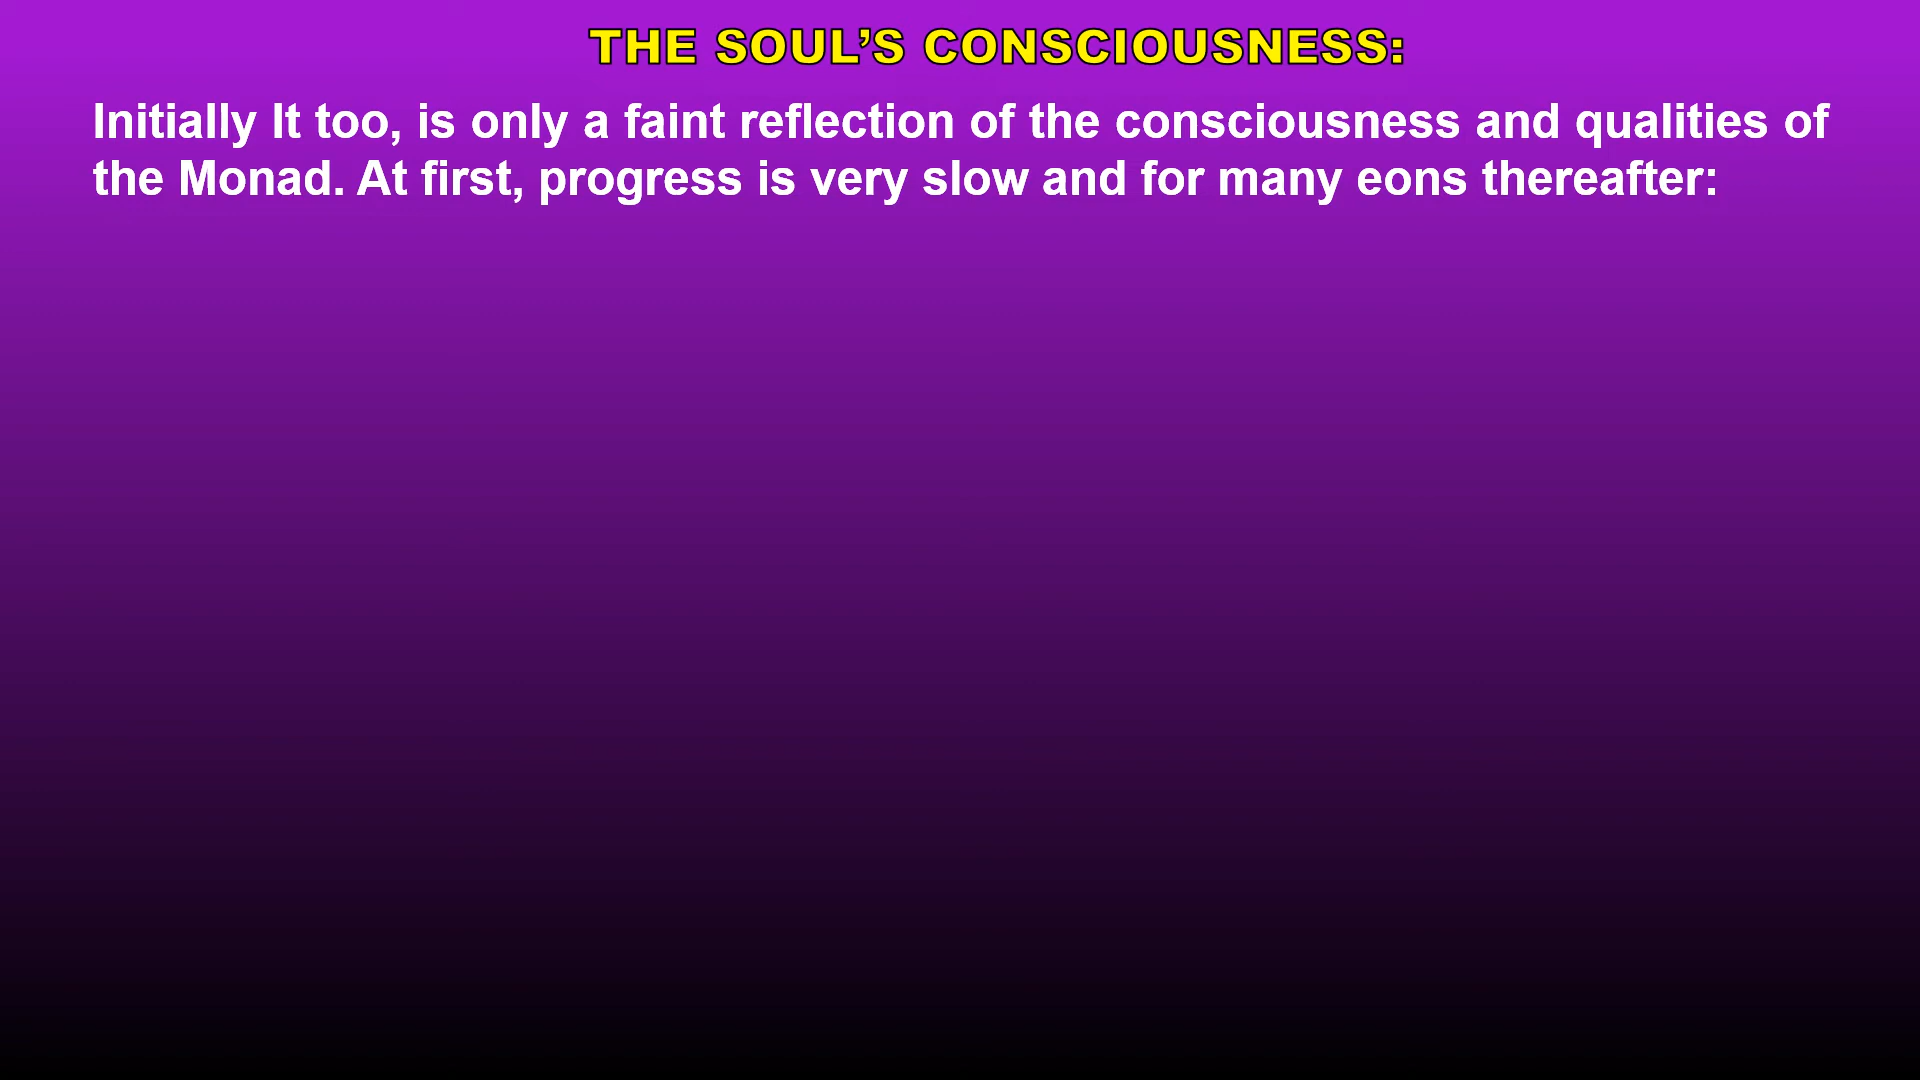 THE SOUL’S CONSCIOUSNESS:
Initially It too, is only a faint reflection of the consciousness and qualities of
the Monad. At first, progress is very slow and for many eons thereafter: